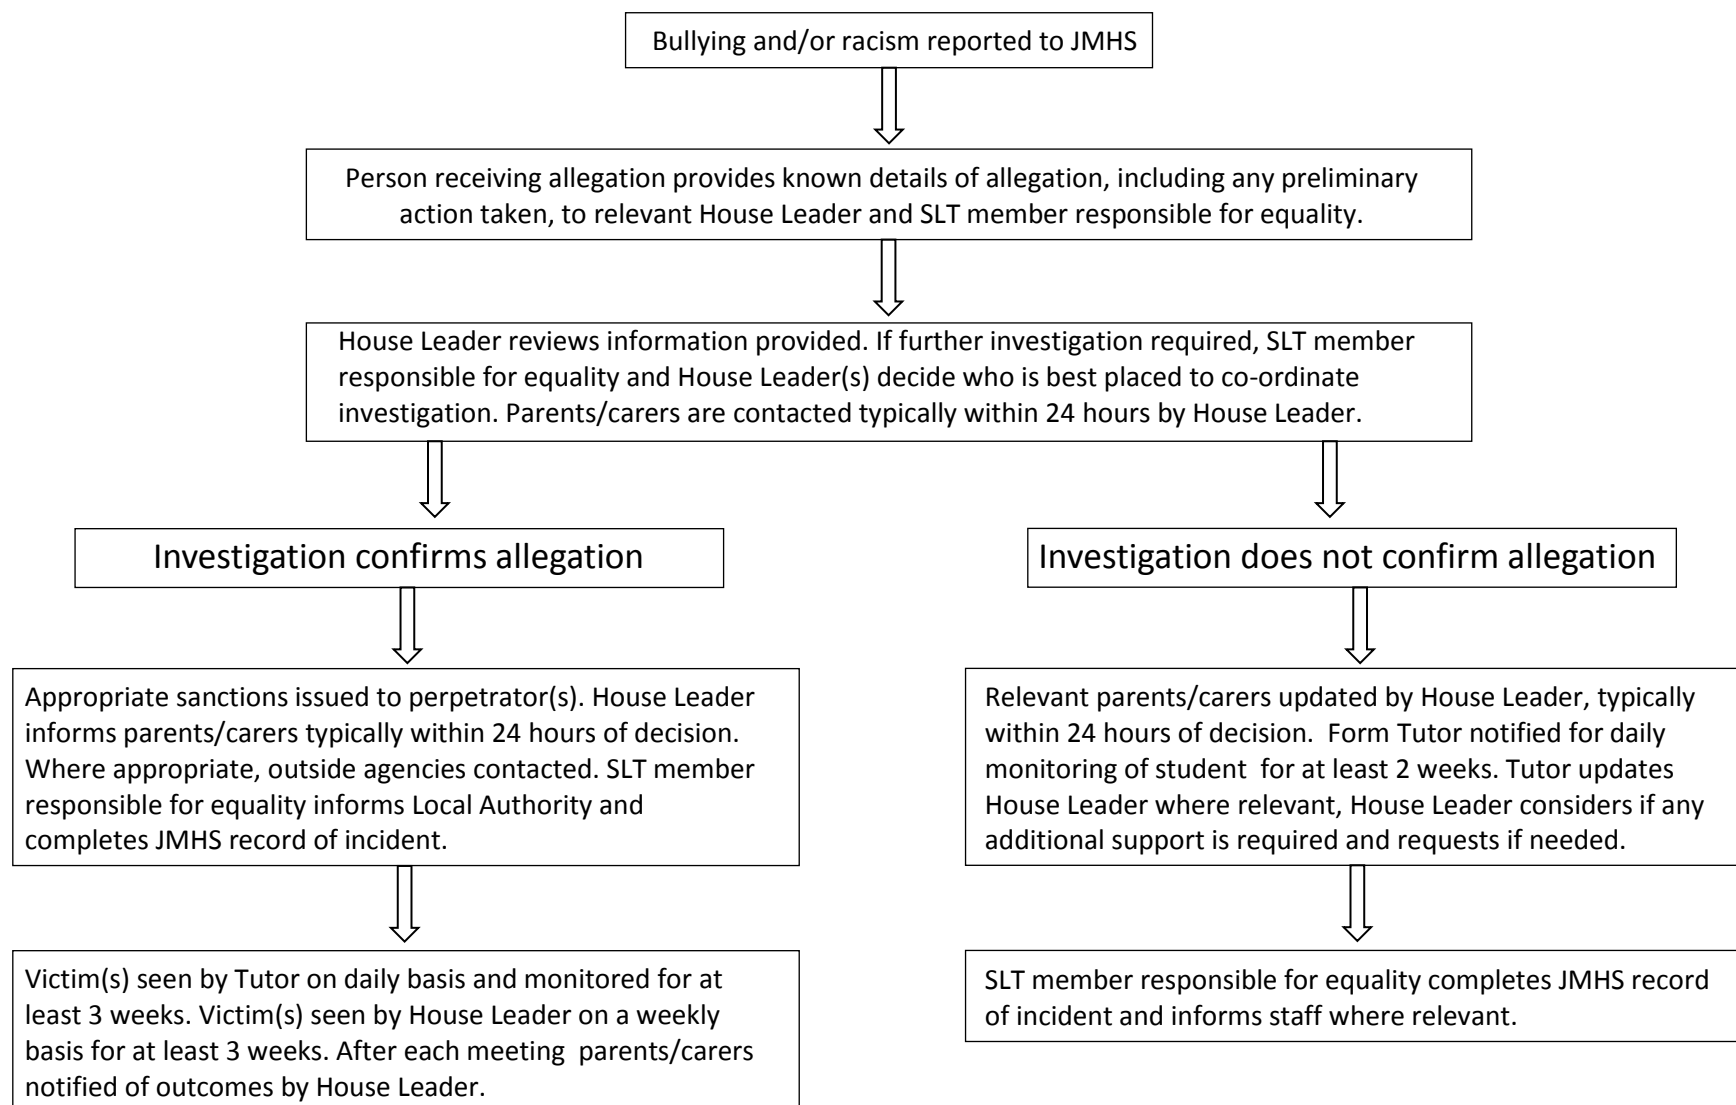 Bullying and/or racism reported to JMHS
Person receiving allegation provides known details of allegation, including any preliminary
action taken, to relevant House Leader and SLT member responsible for equality.
House Leader reviews information provided. If further investigation required, SLT member
responsible for equality and House Leader(s) decide who is best placed to co-ordinate
investigation. Parents/carers are contacted typically within 24 hours by House Leader.
Investigation confirms allegation
Appropriate sanctions issued to perpetrator(s). House Leader
informs parents/carers typically within 24 hours of decision.
Where appropriate, outside agencies contacted. SLT member
responsible for equality informs Local Authority and
completes JMHS record of incident.
Victim(s) seen by Tutor on daily basis and monitored for at
least 3 weeks. Victim(s) seen by House Leader on a weekly
basis for at least 3 weeks. After each meeting parents/carers
notified of outcomes by House Leader.
Investigation does not confirm allegation
Relevant parents/carers updated by House Leader, typically
within 24 hours of decision. Form Tutor notified for daily
monitoring of student for at least 2 weeks. Tutor updates
House Leader where relevant, House Leader considers if any
additional support is required and requests if needed.
SLT member responsible for equality completes JMHS record
of incident and informs staff where relevant.